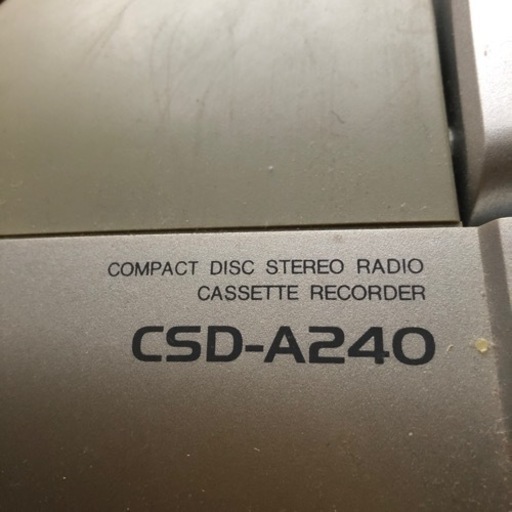 COMPACT DISC STEREO RADIO
CASSETTE RECORDER
CSD-A240